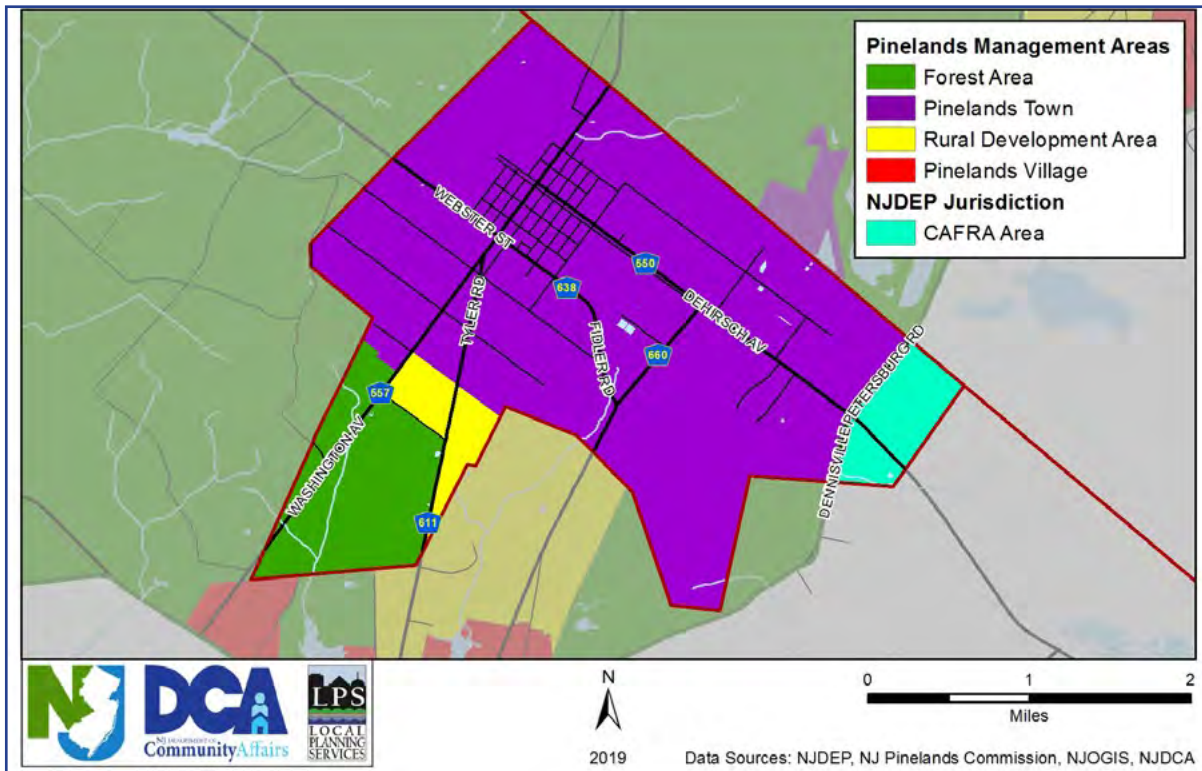 Pinelands Management Areas
Forest Area
Pinelands Town
Rural Development Area
Pinelands Village
NJDEP Jurisdiction
CAFRA Area
WEBSTER ST
550
638
TYLER RD
DEHIRSCH AV
FIDLER RD
660
DENNISVILLE PETERSBURG RD
557
WASHINGTON AV
611
NJ
DCA
NJ DEPARTMENT OF
Community Affairs
LPS
LOCAL
PLANNING
SERVICES
N
2019
0 1 2
Miles
Data Sources: NJDEP, NJ Pinelands Commission, NJOGIS, NJDCA